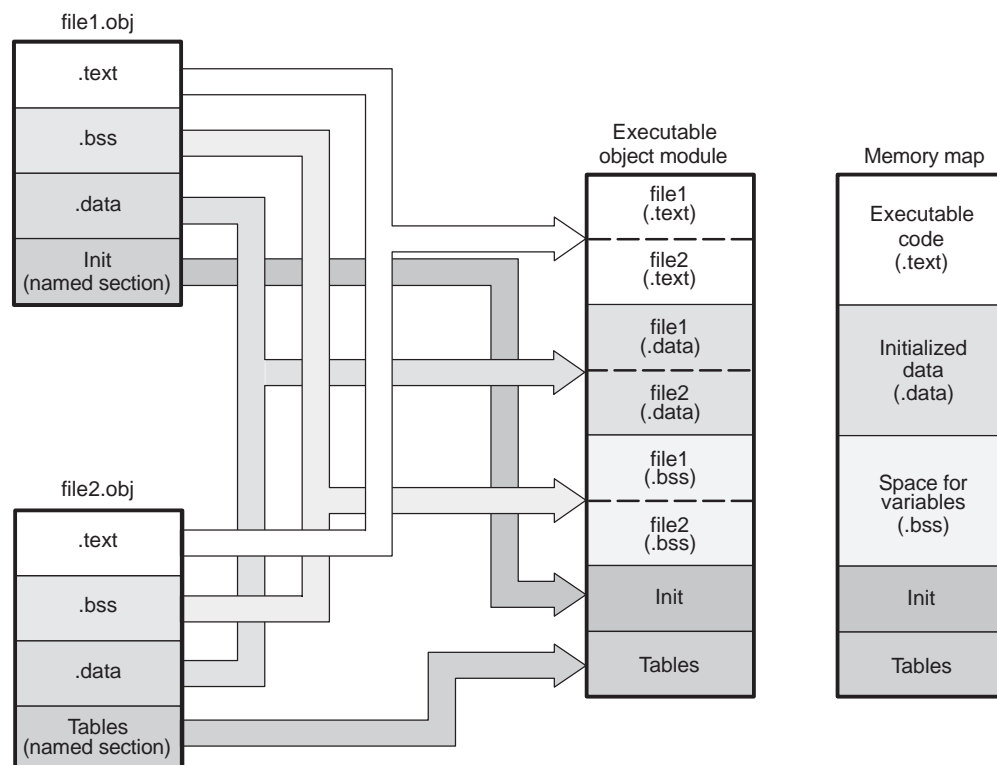 file1.obj
.text
.bss
.data
Init
(named section)
file2.obj
.text
.bss
.data
Tables
(named section)
Executable
object module
file1
(.text)
file2
(.text)
file1
(.data)
file2
(.data)
file1
(.bss)
file2
(.bss)
Init
Tables
Memory map
Executable
code
(.text)
Initialized
data
(.data)
Space for
variables
(.bss)
Init
Tables